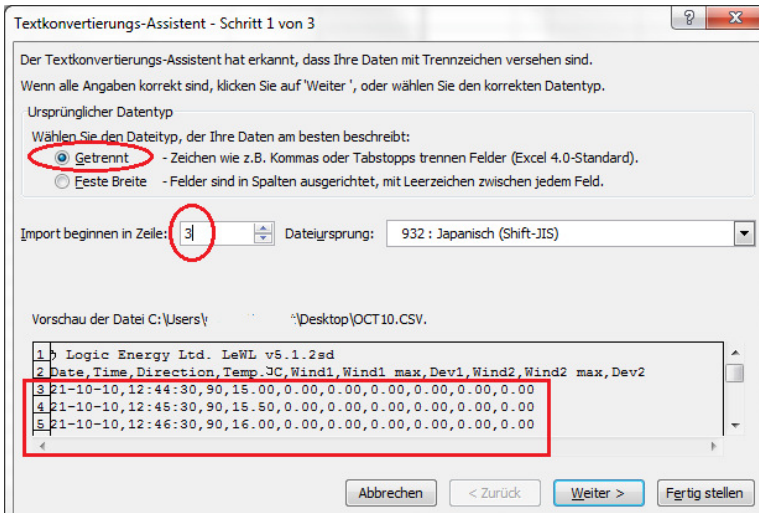 Textkonvertierungs-Assistent - Schritt 1 von 3
Der Textkonvertierungs-Assistent hat erkannt, dass Ihre Daten mit Trennzeichen versehen sind.
Wenn alle Angaben korrekt sind, klicken Sie auf 'Weiter ', oder wählen Sie den korrekten Datentyp.
Ursprünglicher Datentyp
Wählen Sie den Dateityp, der Ihre Daten am besten beschreibt:
Getrennt - Zeichen wie z.B. Kommas oder Tabstopps trennen Felder (Excel 4.0-Standard).
Feste Breite - Felder sind in Spalten ausgerichtet, mit Leerzeichen zwischen jedem Feld.
Import beginnen in Zeile: 3 Dateiursprung: 932 : Japanisch (Shift-JIS)
Vorschau der Datei C:\Users\ \Desktop\OCT10.CSV.
1 Logic Energy Ltd. LeWL v5.1.2sd
2 Date,Time,Direction,Temp. C,Wind1,Wind1 max,Dev1,Wind2,Wind2 max,Dev2
3 21-10-10,12:44:30,90,15.00,0.00,0.00,0.00,0.00,0.00,0.00
4 21-10-10,12:45:30,90,15.50,0.00,0.00,0.00,0.00,0.00,0.00
5 21-10-10,12:46:30,90,16.00,0.00,0.00,0.00,0.00,0.00,0.00
Abbrechen < Zurück Weiter > Fertig stellen